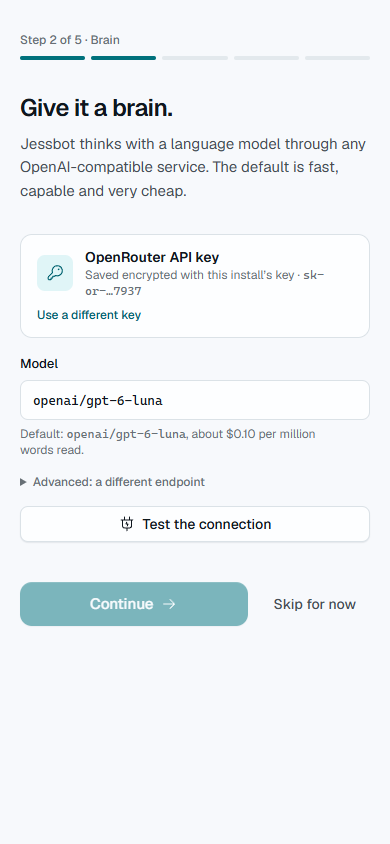 Step 2 of 5 · Brain
Give it a brain.
Jessbot thinks with a language model through any
OpenAI-compatible service. The default is fast,
capable and very cheap.
OpenRouter API key
Saved encrypted with this install's key · sk-
or-…7937
Use a different key
Model
openai/gpt-6-luna
Default: openai/gpt-6-luna, about $0.10 per million
words read.
Advanced: a different endpoint
Test the connection
Continue →
Skip for now